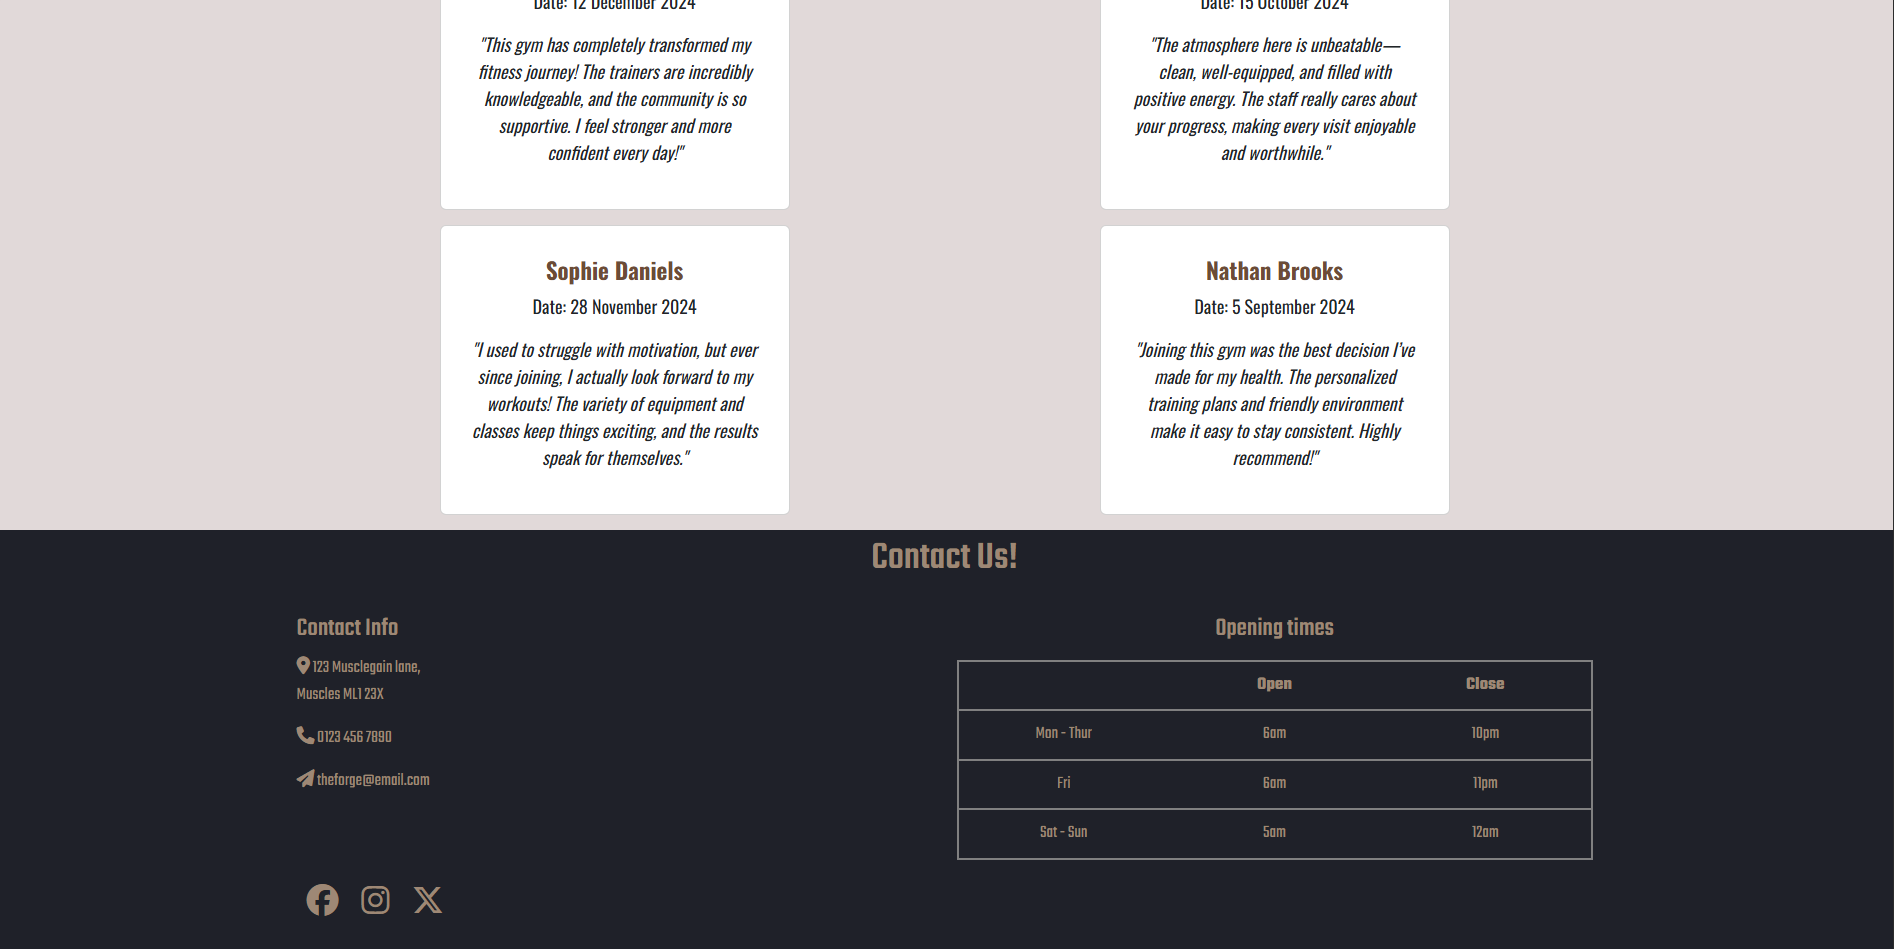 Date: 12 December 2024
"This gym has completely transformed my
fitness journey! The trainers are incredibly
knowledgeable, and the community is so
supportive. I feel stronger and more
confident every day!"
Date: 15 October 2024
"The atmosphere here is unbeatable—
clean, well-equipped, and filled with
positive energy. The staff really cares about
your progress, making every visit enjoyable
and worthwhile."
Sophie Daniels
Date: 28 November 2024
"I used to struggle with motivation, but ever
since joining, I actually look forward to my
workouts! The variety of equipment and
classes keep things exciting, and the results
speak for themselves."
Nathan Brooks
Date: 5 September 2024
"Joining this gym was the best decision I've
made for my health. The personalized
training plans and friendly environment
make it easy to stay consistent. Highly
recommend!"
Contact Us!
Contact Info
123 Musclegain lane,
Muscles ML1 23X
0123 456 7890
theforge@email.com
Opening times
Open Close
Mon - Thur 6am 10pm
Fri 6am 11pm
Sat - Sun 5am 12am